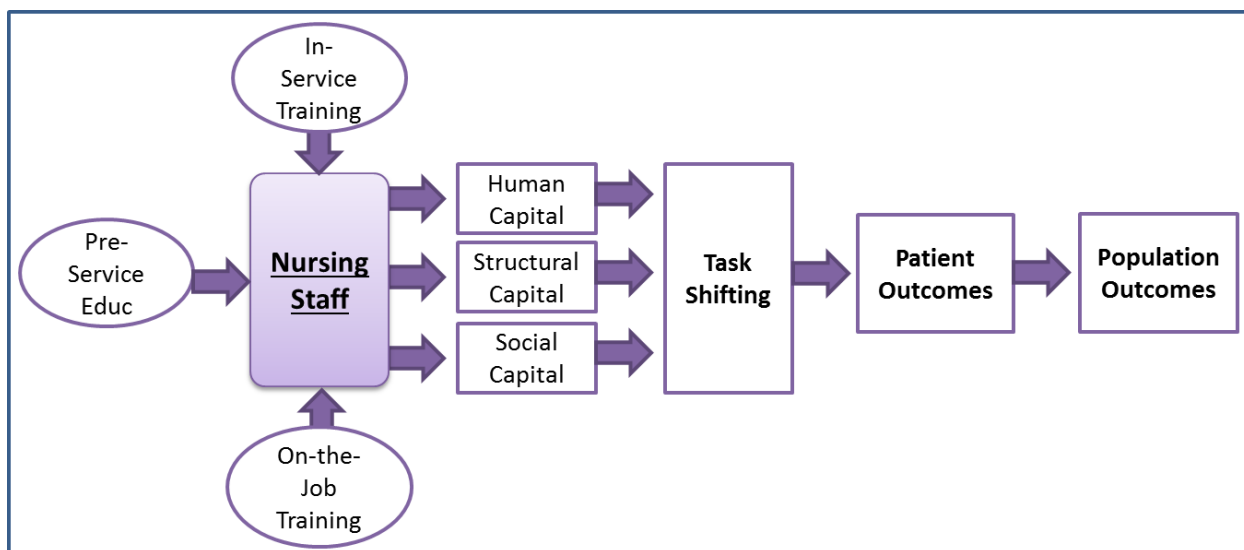 In-
Service
Training
Pre-
Service
Educ
Nursing
Staff
On-the-
Job
Training
Human
Capital
Structural
Capital
Social
Capital
Task
Shifting
Patient
Outcomes
Population
Outcomes